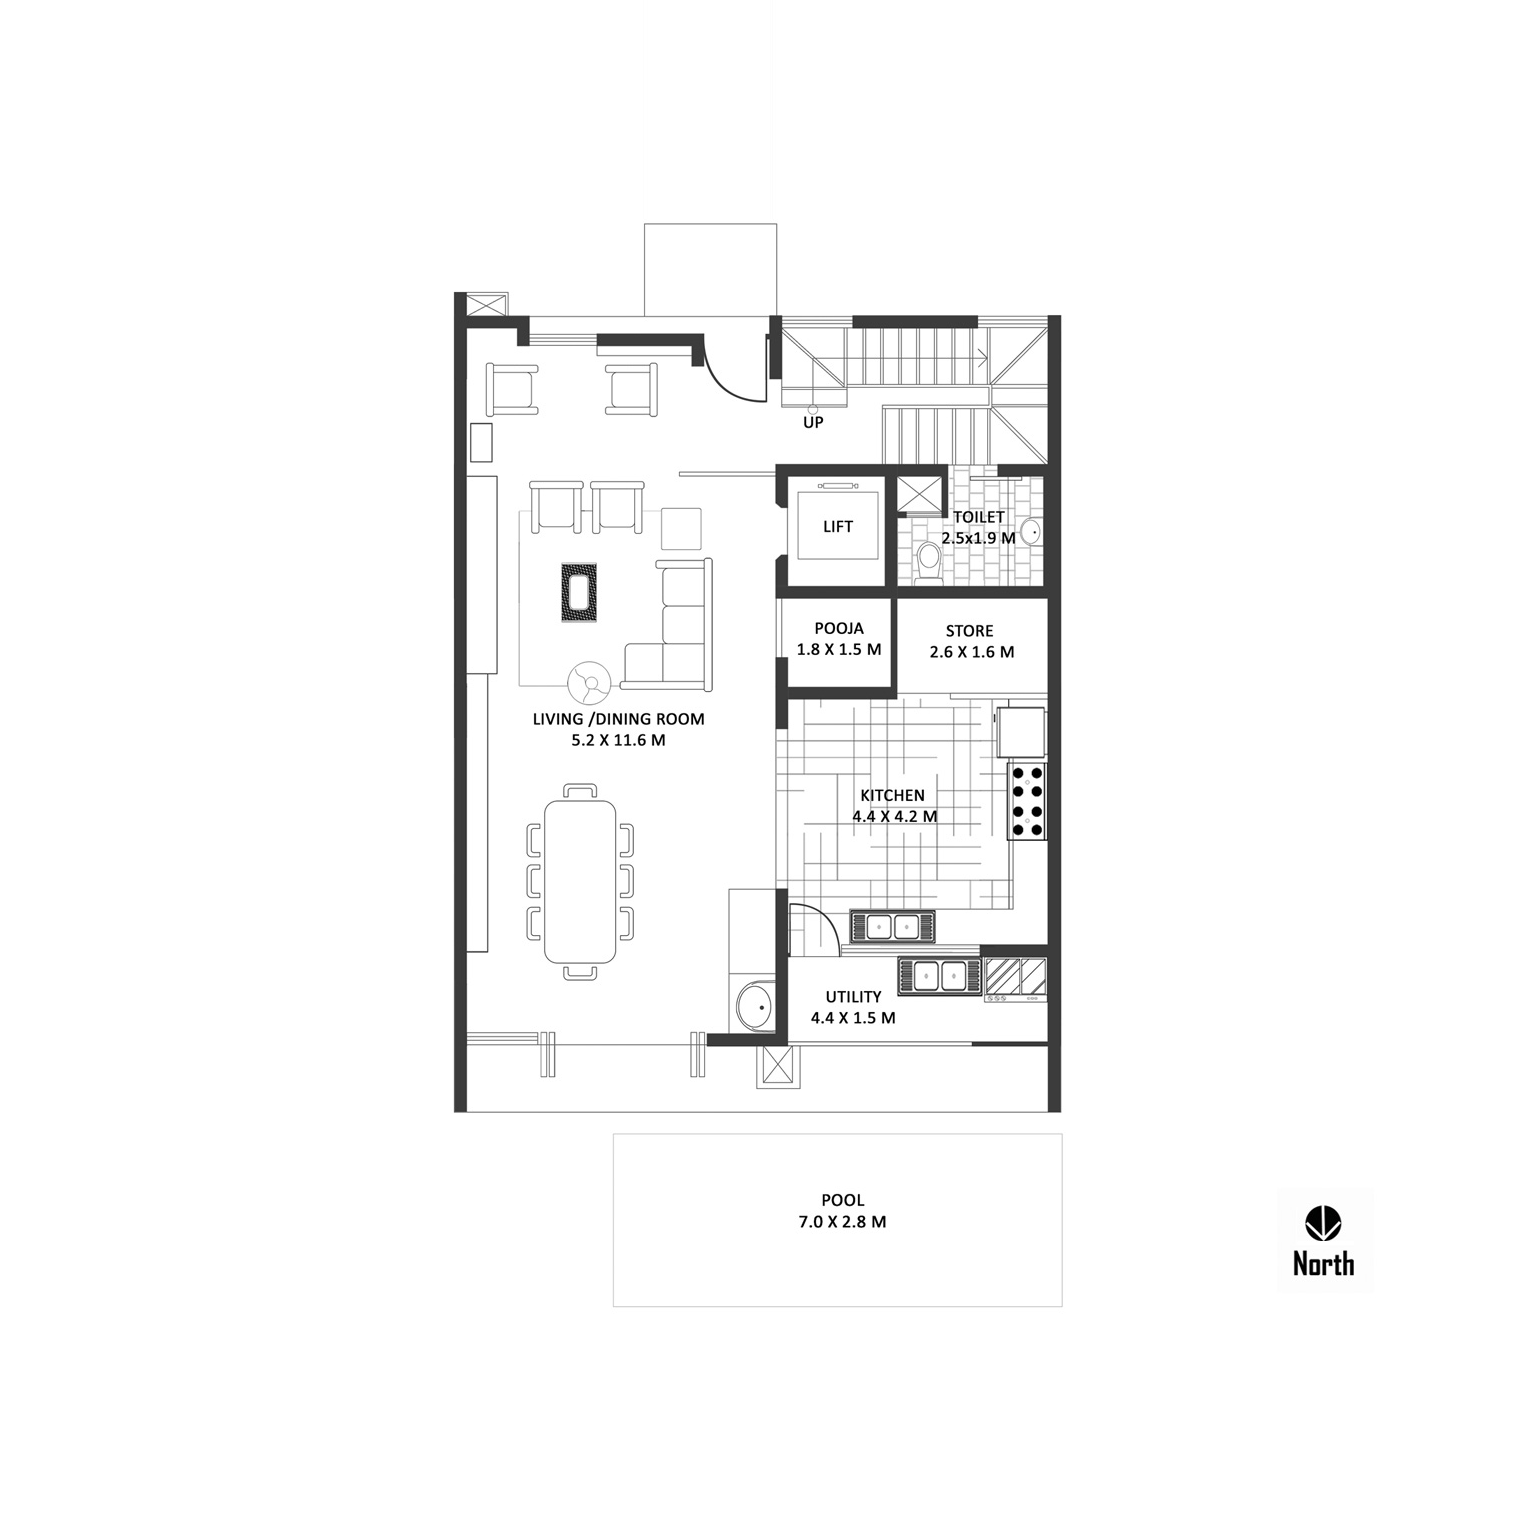 UP
LIFT
TOILET
2.5x1.9 M
POOJA
1.8 X 1.5 M
STORE
2.6 X 1.6 M
LIVING /DINING ROOM
5.2 X 11.6 M
KITCHEN
4.4 X 4.2 M
UTILITY
4.4 X 1.5 M
POOL
7.0 X 2.8 M
North